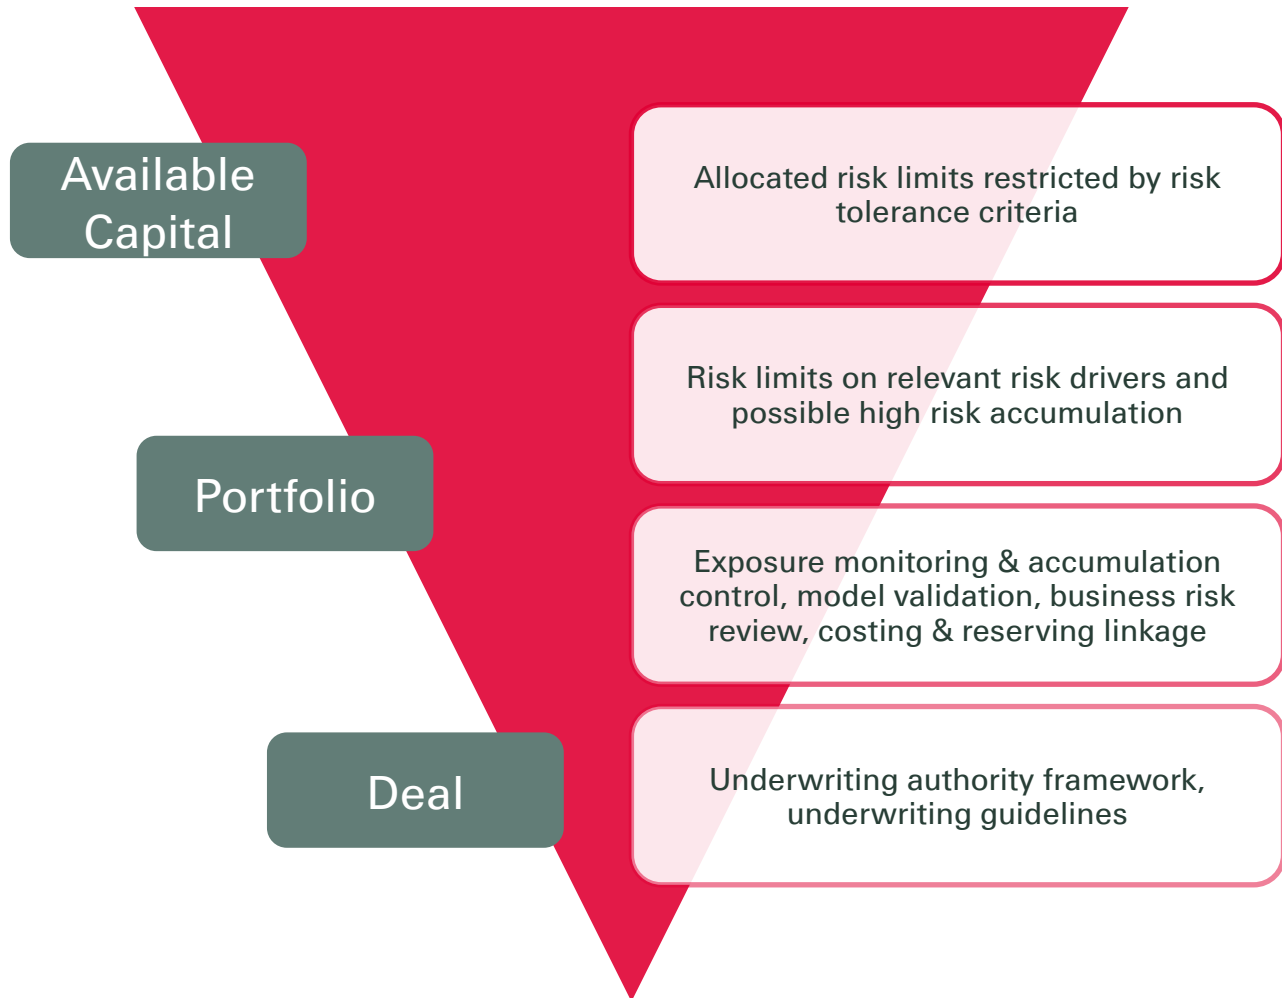 Available
Capital
Allocated risk limits restricted by risk
tolerance criteria
Risk limits on relevant risk drivers and
possible high risk accumulation
Portfolio
Exposure monitoring & accumulation
control, model validation, business risk
review, costing & reserving linkage
Deal
Underwriting authority framework,
underwriting guidelines